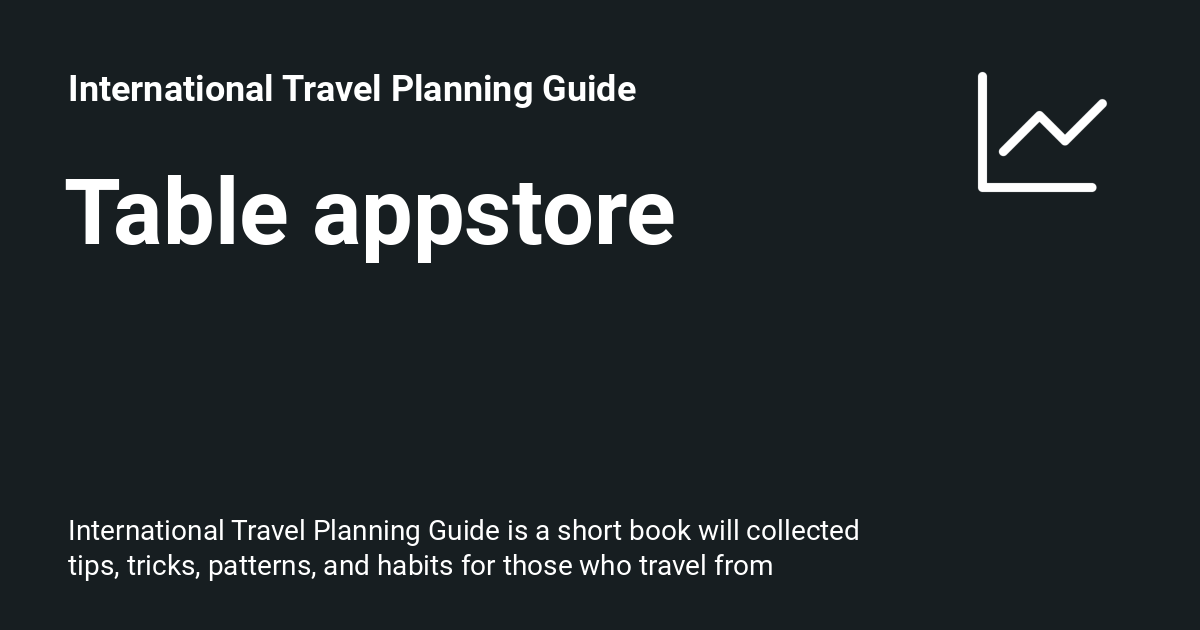 International Travel Planning Guide
Table appstore
International Travel Planning Guide is a short book will collected
tips, tricks, patterns, and habits for those who travel from